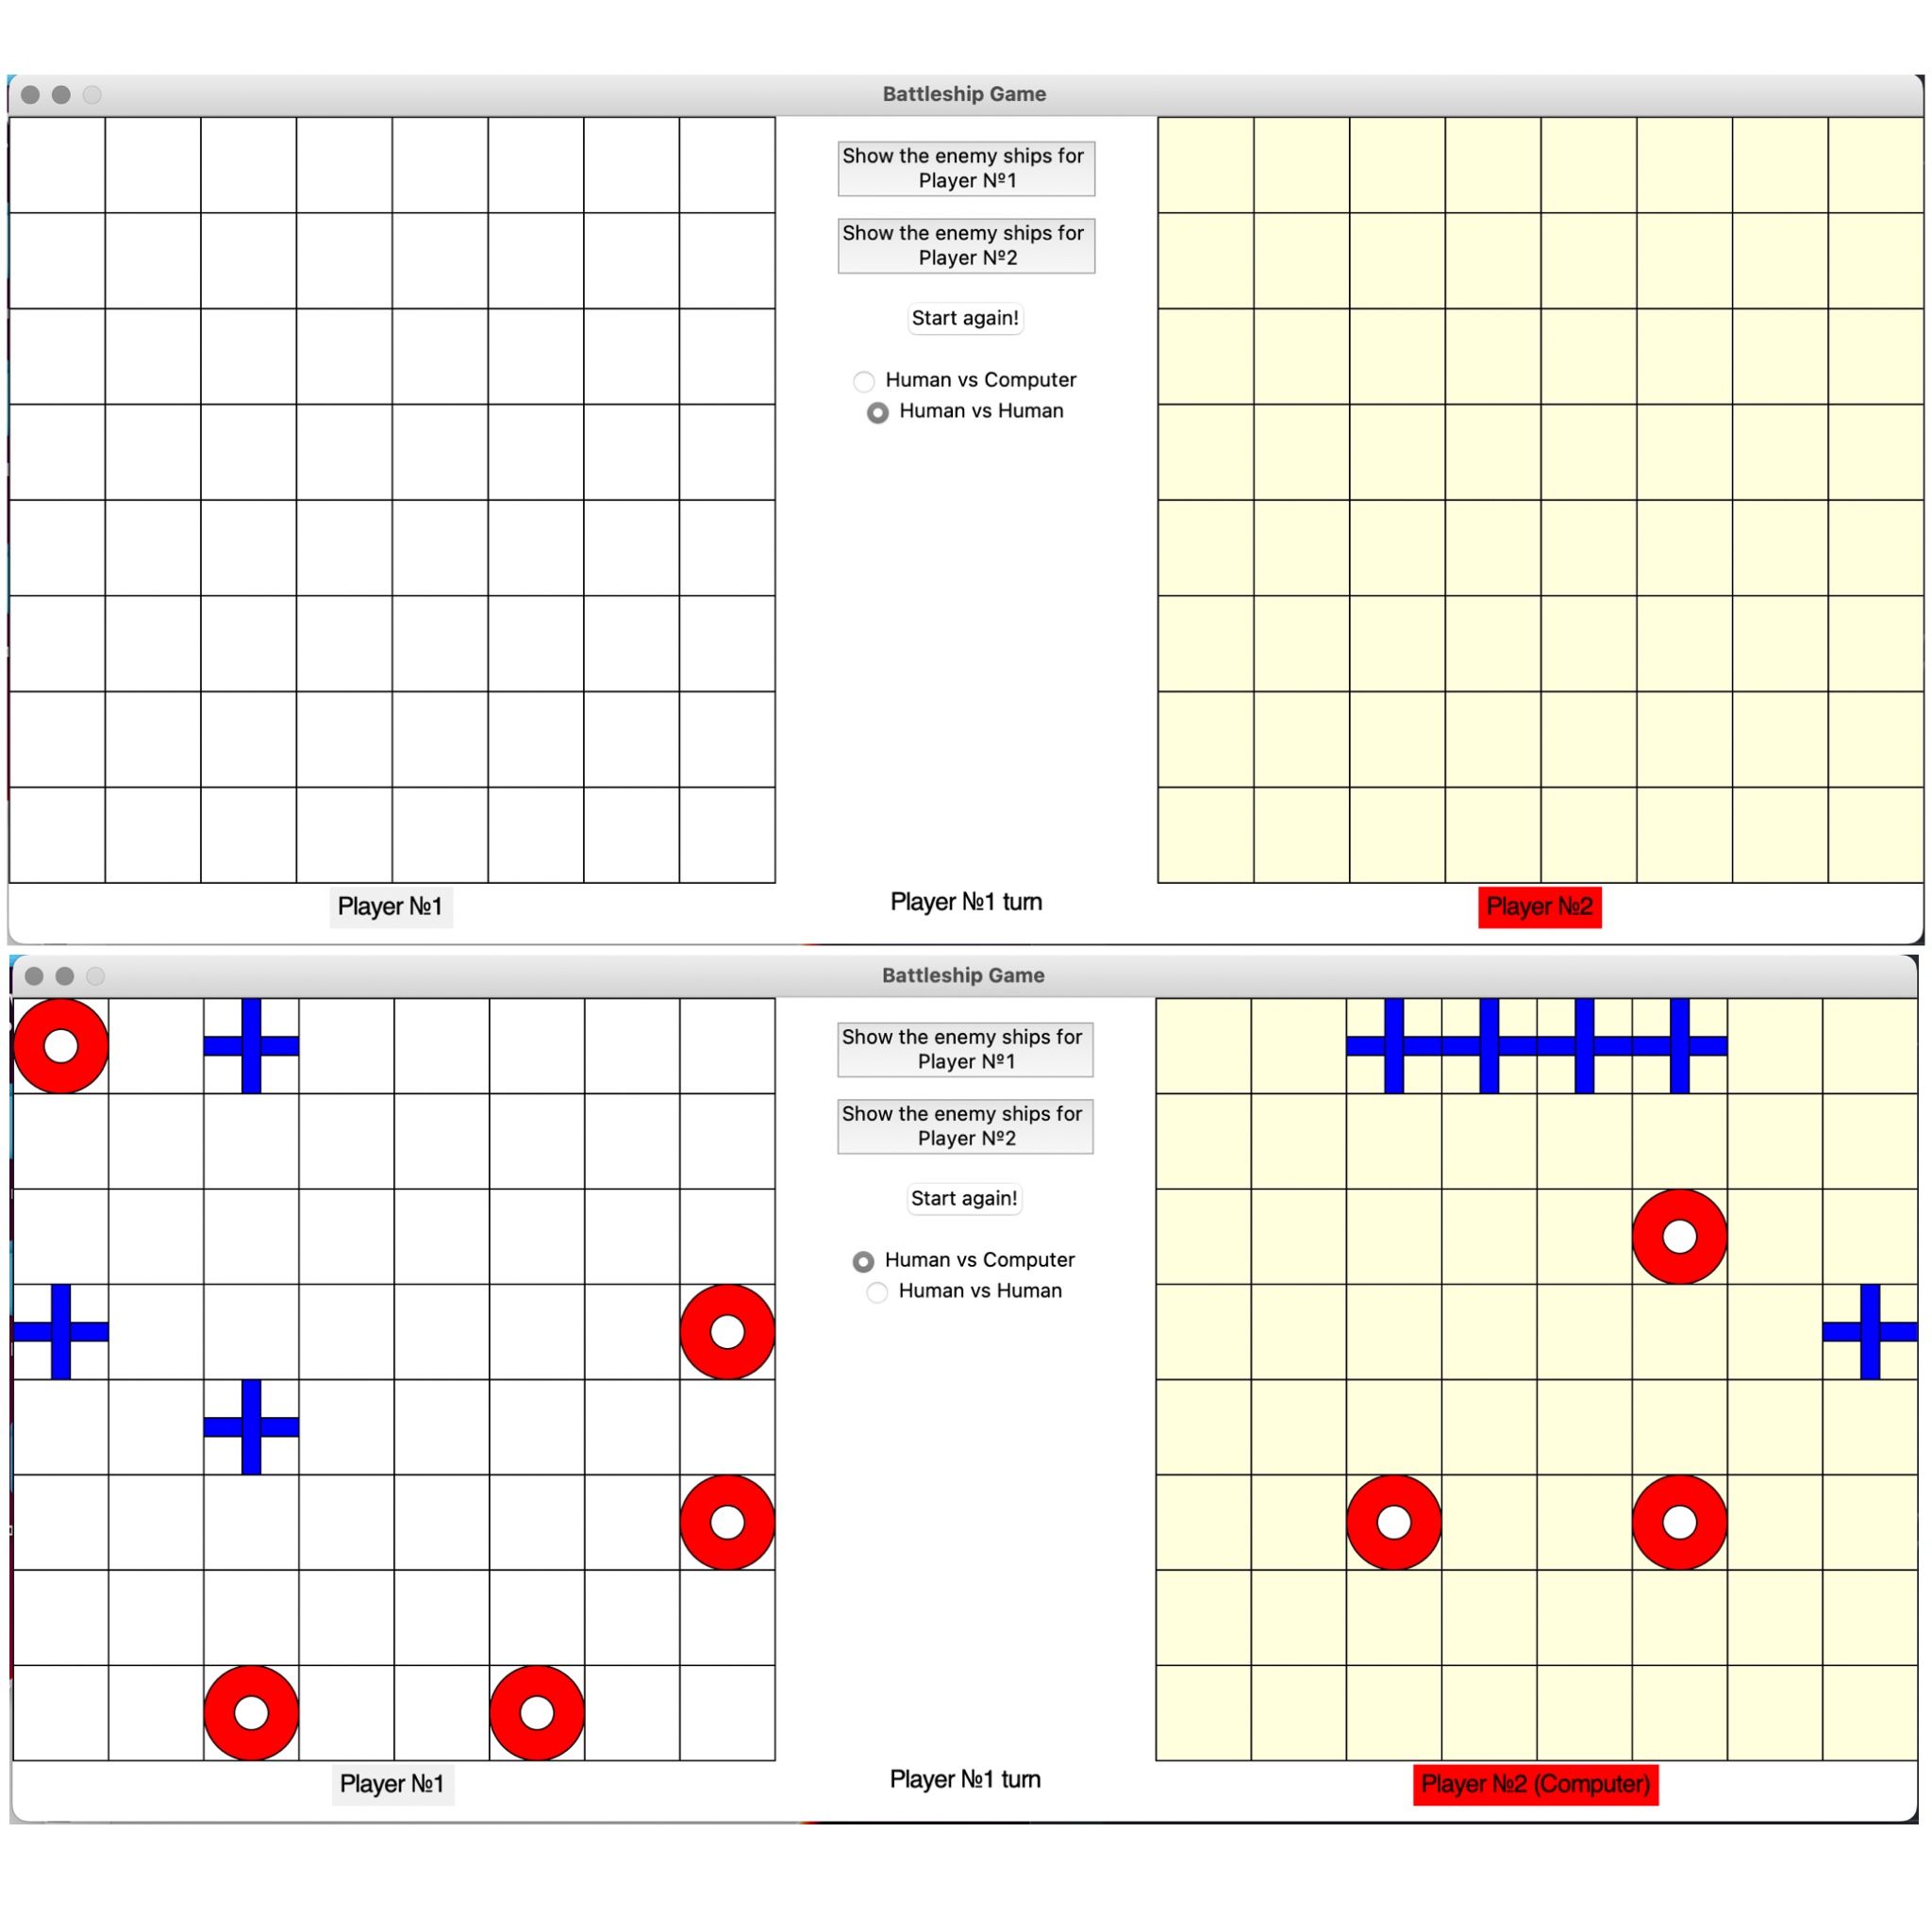 Battleship Game
Show the enemy ships for
Player Nº1
Show the enemy ships for
Player Nº2
Start again!
Human vs Computer
Human vs Human
Player №1
Player №1 turn
Player №2
Battleship Game
Show the enemy ships for
Player Nº1
Show the enemy ships for
Player Nº2
Start again!
Human vs Computer
Human vs Human
Player №1
Player №1 turn
Player №2 (Computer)